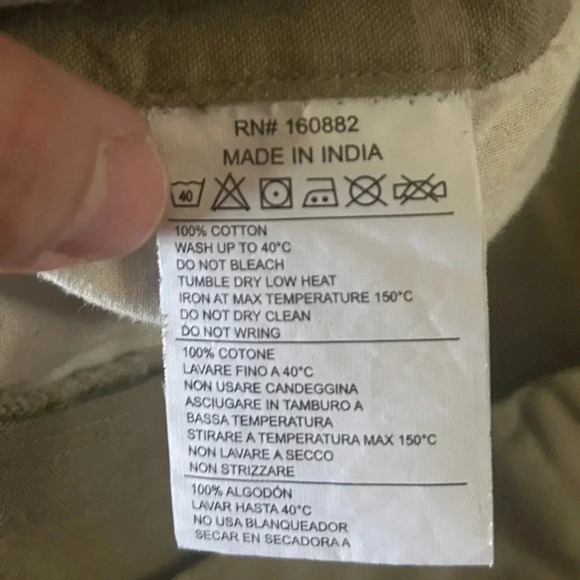 RN# 160882
MADE IN INDIA
40
100% COTTON
WASH UP TO 40°C
DO NOT BLEACH
TUMBLE DRY LOW HEAT
IRON AT MAX TEMPERATURE 150°C
DO NOT DRY CLEAN
DO NOT WRING
100% COTONE
LAVARE FINO A 40°C
NON USARE CANDEGGINA
ASCIUGARE IN TAMBURO A
BASSA TEMPERATURA
STIRARE A TEMPERATURA MAX 150°C
NON LAVARE A SECCO
NON STRIZZARE
100% ALGODÓN
LAVAR HASTA 40°C
NO USA BLANQUEADOR
SECAR EN SECADORA A